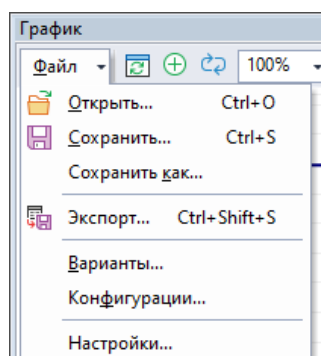 График
Файл 100%
Открыть... Ctrl+O
Сохранить... Ctrl+S
Сохранить как...
Экспорт... Ctrl+Shift+S
Варианты...
Конфигурации...
Настройки...